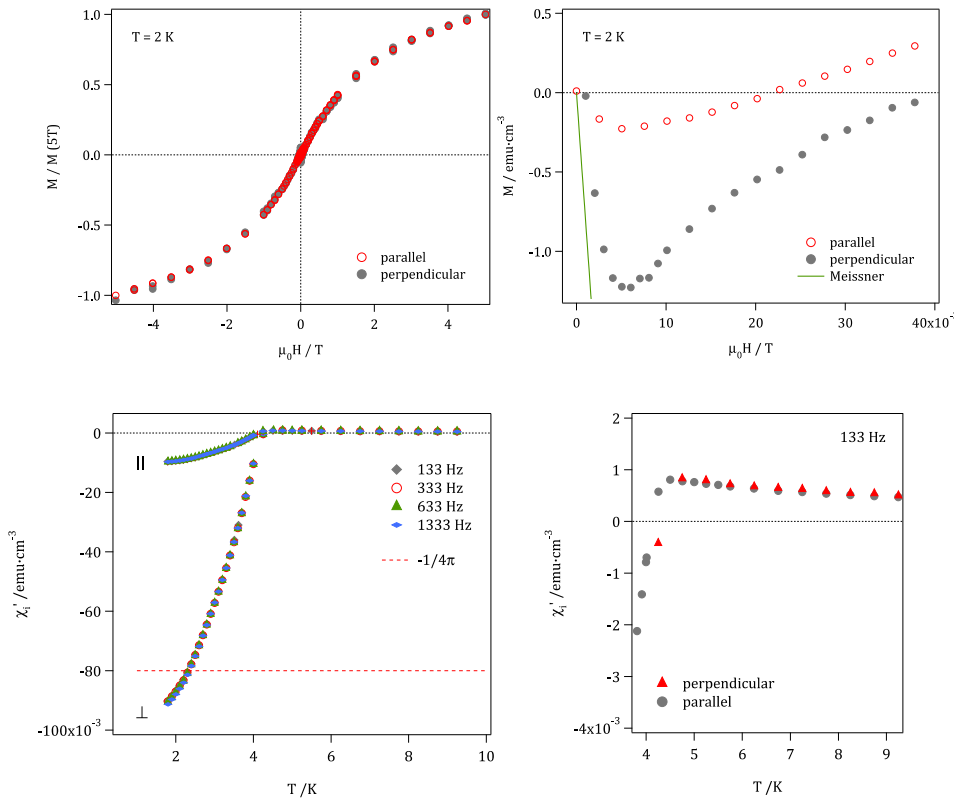 T = 2 K
M / M (5T)
1.0
0.5
0.0
-0.5
-1.0
parallel
perpendicular
-4
-2
0
2
4
μ₀H / T
T = 2 K
M / emu·cm⁻³
0.5
0.0
-0.5
-1.0
parallel
perpendicular
Meissner
0
10
20
30
40x10⁻³
μ₀H / T
χᵢ' /emu·cm⁻³
0
-20
-40
-60
-80
-100x10⁻³
||
⊥
133 Hz
333 Hz
633 Hz
1333 Hz
-1/4π
2
4
6
8
10
T /K
133 Hz
χᵢ' /emu·cm⁻³
2
1
0
-1
-2
-3
-4x10⁻³
perpendicular
parallel
4
5
6
7
8
9
T /K